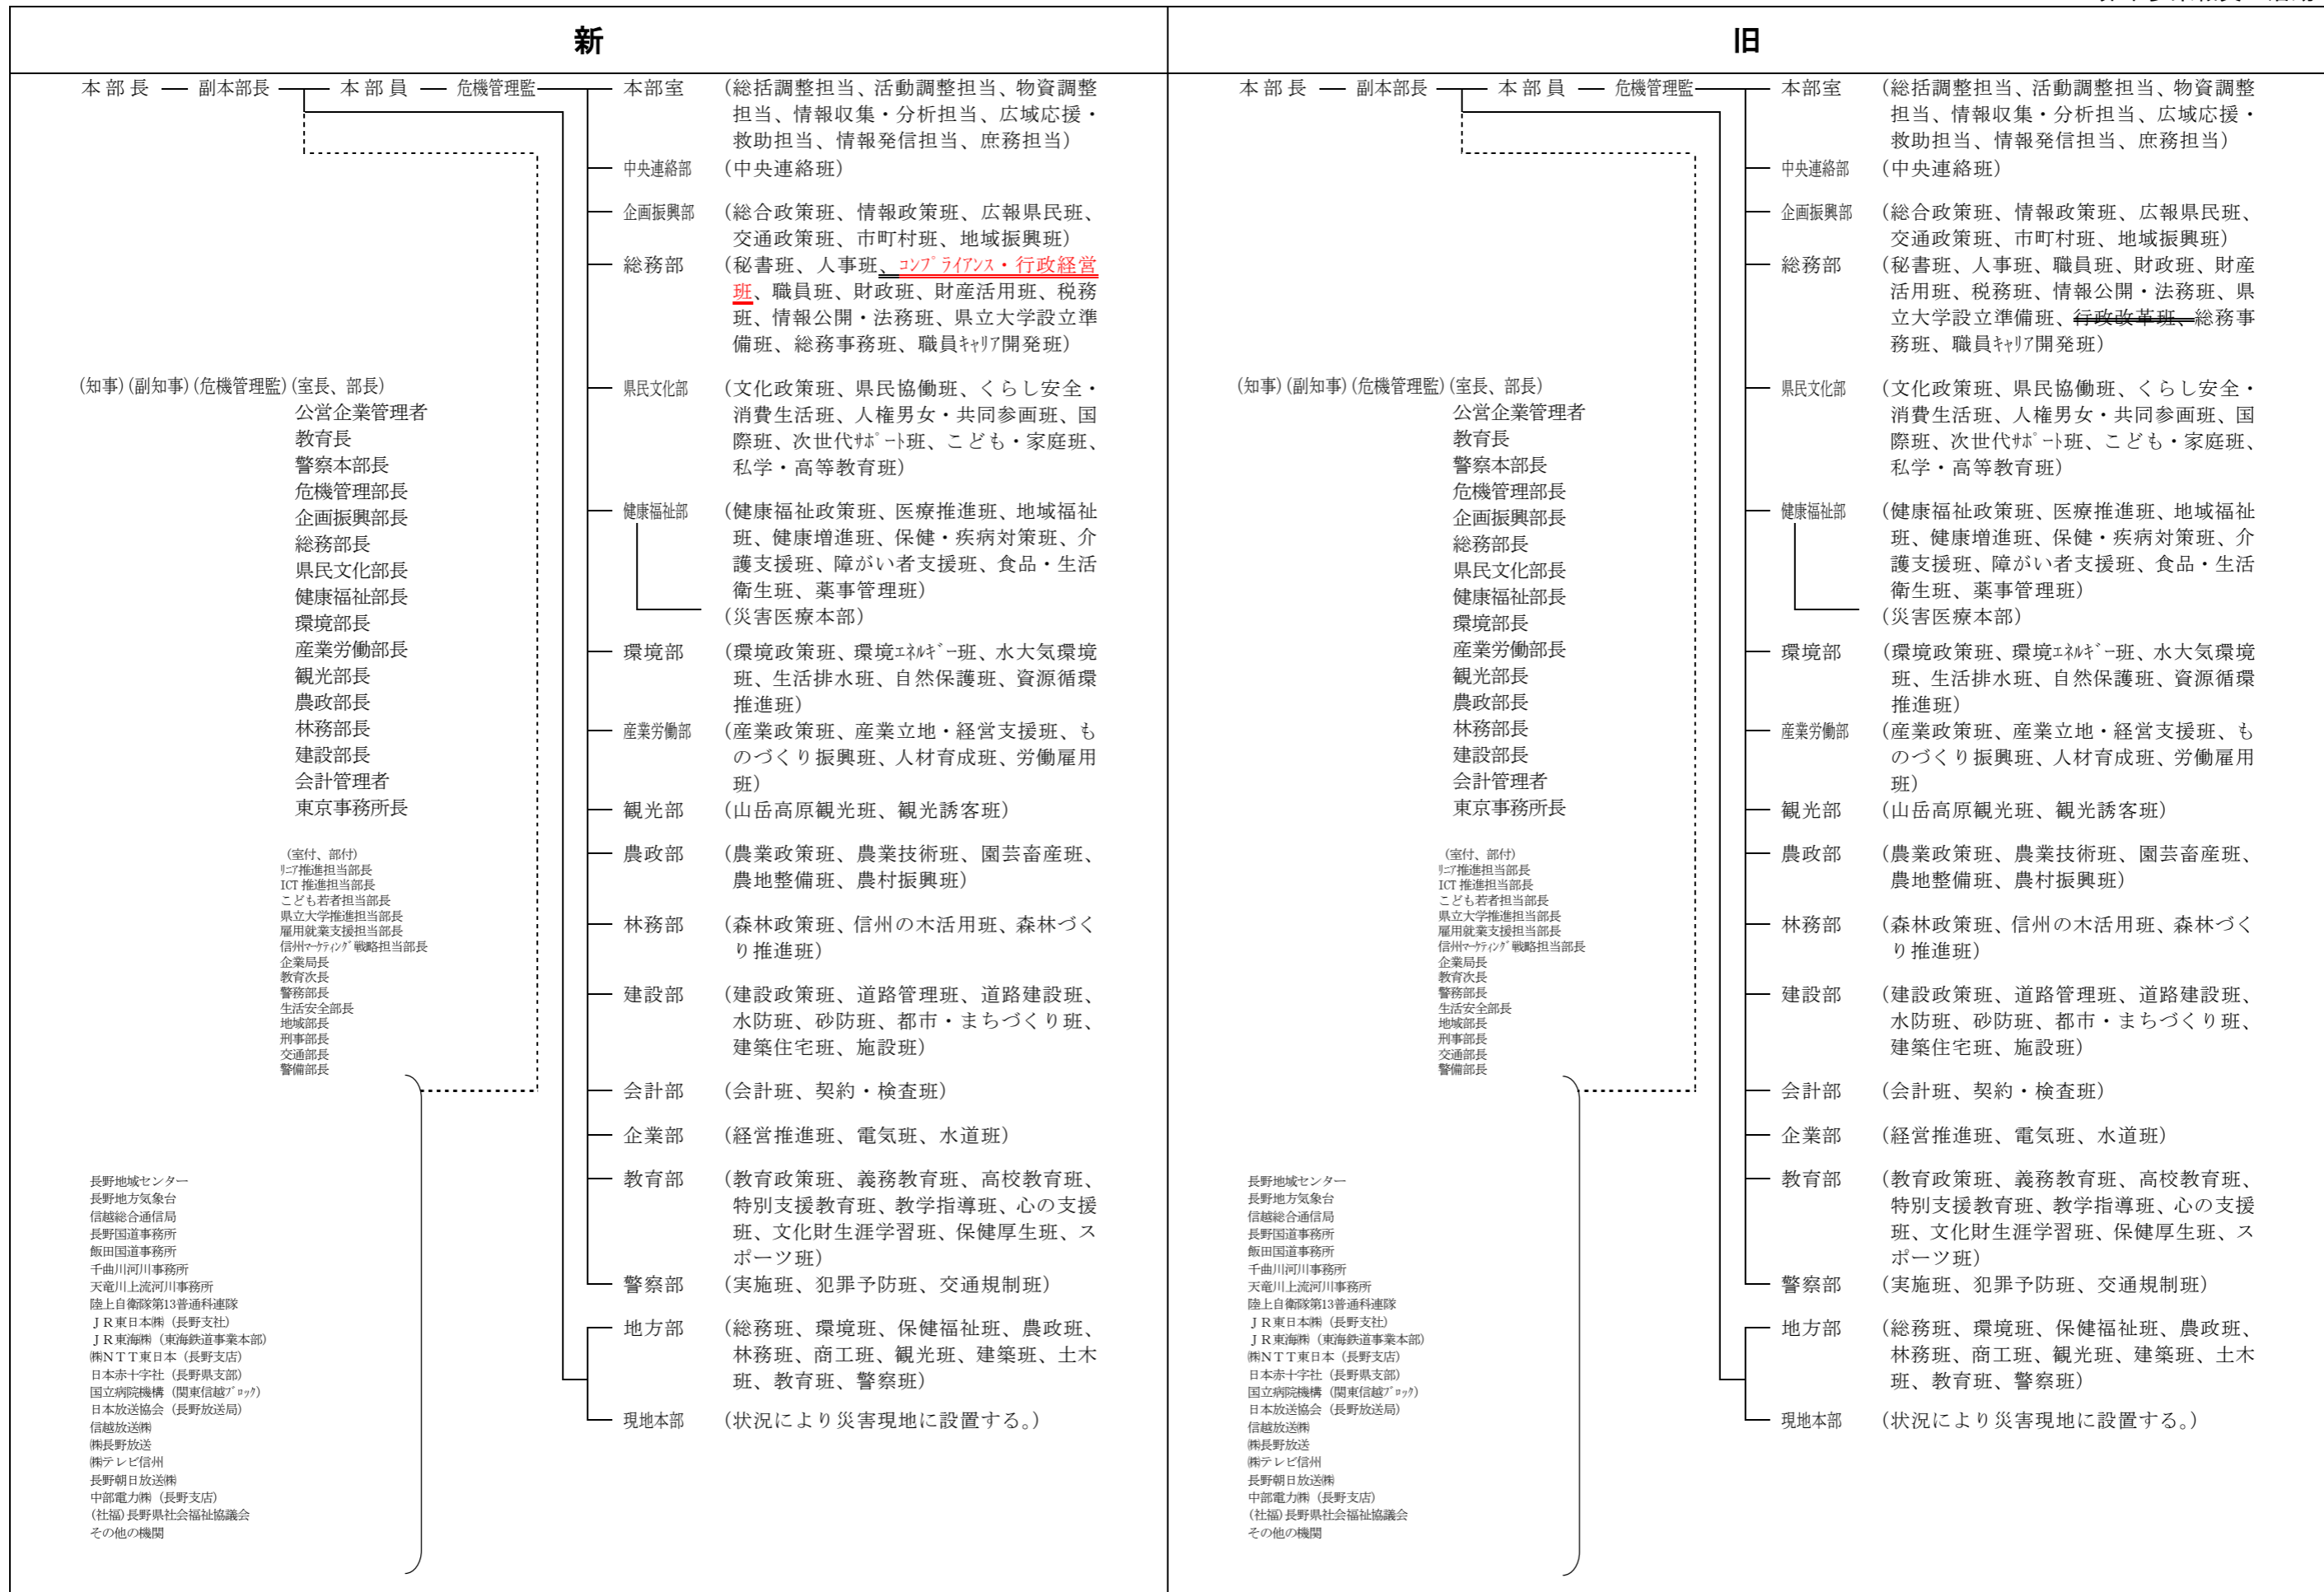 新
本部長 副本部長 本部員 危機管理監 本部室 (総括調整担当、活動調整担当、物資調整
担当、情報収集・分析担当、広域応援・
救助担当、情報発信担当、庶務担当)
中央連絡部 (中央連絡班)
企画振興部 (総合政策班、情報政策班、広報県民班、
交通政策班、市町村班、地域振興班)
総務部 (秘書班、人事班、ｺﾝﾌﾟﾗｲｱﾝｽ・行政経営
班、職員班、財政班、財産活用班、税務
班、情報公開・法務班、県立大学設立準
備班、総務事務班、職員ｷｬﾘｱ開発班)
(知事)(副知事)(危機管理監)(室長、部長)
公営企業管理者
教育長
警察本部長
危機管理部長
企画振興部長
総務部長
県民文化部長
健康福祉部長
環境部長
産業労働部長
観光部長
農政部長
林務部長
建設部長
会計管理者
東京事務所長
(室付、部付)
ﾘﾆｱ推進担当部長
ICT 推進担当部長
こども若者担当部長
県立大学推進担当部長
雇用就業支援担当部長
信州ﾏｰｹﾃｨﾝｸﾞ戦略担当部長
企業局長
教育次長
警務部長
生活安全部長
地域部長
刑事部長
交通部長
警備部長
県民文化部 (文化政策班、県民協働班、くらし安全・
消費生活班、人権男女・共同参画班、国
際班、次世代ｻﾎﾟｰﾄ班、こども・家庭班、
私学・高等教育班)
健康福祉部 (健康福祉政策班、医療推進班、地域福祉
班、健康増進班、保健・疾病対策班、介
護支援班、障がい者支援班、食品・生活
衛生班、薬事管理班)
(災害医療本部)
環境部 (環境政策班、環境ｴﾈﾙｷﾞｰ班、水大気環境
班、生活排水班、自然保護班、資源循環
推進班)
産業労働部 (産業政策班、産業立地・経営支援班、も
のづくり振興班、人材育成班、労働雇用
班)
観光部 (山岳高原観光班、観光誘客班)
農政部 (農業政策班、農業技術班、園芸畜産班、
農地整備班、農村振興班)
林務部 (森林政策班、信州の木活用班、森林づく
り推進班)
建設部 (建設政策班、道路管理班、道路建設班、
水防班、砂防班、都市・まちづくり班、
建築住宅班、施設班)
会計部 (会計班、契約・検査班)
企業部 (経営推進班、電気班、水道班)
教育部 (教育政策班、義務教育班、高校教育班、
特別支援教育班、教学指導班、心の支援
班、文化財生涯学習班、保健厚生班、ス
ポーツ班)
警察部 (実施班、犯罪予防班、交通規制班)
地方部 (総務班、環境班、保健福祉班、農政班、
林務班、商工班、観光班、建築班、土木
班、教育班、警察班)
現地本部 (状況により災害現地に設置する。)
長野地域センター
長野地方気象台
信越総合通信局
長野国道事務所
飯田国道事務所
千曲川河川事務所
天竜川上流河川事務所
陸上自衛隊第13普通科連隊
ＪＲ東日本㈱ (長野支社)
ＪＲ東海㈱ (東海鉄道事業本部)
㈱ＮＴＴ東日本 (長野支店)
日本赤十字社 (長野県支部)
国立病院機構 (関東信越ﾌﾞﾛｯｸ)
日本放送協会 (長野放送局)
信越放送㈱
㈱長野放送
㈱テレビ信州
長野朝日放送㈱
中部電力㈱ (長野支店)
(社福)長野県社会福祉協議会
その他の機関
旧
本部長 副本部長 本部員 危機管理監 本部室 (総括調整担当、活動調整担当、物資調整
担当、情報収集・分析担当、広域応援・
救助担当、情報発信担当、庶務担当)
中央連絡部 (中央連絡班)
企画振興部 (総合政策班、情報政策班、広報県民班、
交通政策班、市町村班、地域振興班)
総務部 (秘書班、人事班、職員班、財政班、財産
活用班、税務班、情報公開・法務班、県
立大学設立準備班、行政改革班、総務事
務班、職員ｷｬﾘｱ開発班)
(知事)(副知事)(危機管理監)(室長、部長)
公営企業管理者
教育長
警察本部長
危機管理部長
企画振興部長
総務部長
県民文化部長
健康福祉部長
環境部長
産業労働部長
観光部長
農政部長
林務部長
建設部長
会計管理者
東京事務所長
(室付、部付)
ﾘﾆｱ推進担当部長
ICT 推進担当部長
こども若者担当部長
県立大学推進担当部長
雇用就業支援担当部長
信州ﾏｰｹﾃｨﾝｸﾞ戦略担当部長
企業局長
教育次長
警務部長
生活安全部長
地域部長
刑事部長
交通部長
警備部長
県民文化部 (文化政策班、県民協働班、くらし安全・
消費生活班、人権男女・共同参画班、国
際班、次世代ｻﾎﾟｰﾄ班、こども・家庭班、
私学・高等教育班)
健康福祉部 (健康福祉政策班、医療推進班、地域福祉
班、健康増進班、保健・疾病対策班、介
護支援班、障がい者支援班、食品・生活
衛生班、薬事管理班)
(災害医療本部)
環境部 (環境政策班、環境ｴﾈﾙｷﾞｰ班、水大気環境
班、生活排水班、自然保護班、資源循環
推進班)
産業労働部 (産業政策班、産業立地・経営支援班、も
のづくり振興班、人材育成班、労働雇用
班)
観光部 (山岳高原観光班、観光誘客班)
農政部 (農業政策班、農業技術班、園芸畜産班、
農地整備班、農村振興班)
林務部 (森林政策班、信州の木活用班、森林づく
り推進班)
建設部 (建設政策班、道路管理班、道路建設班、
水防班、砂防班、都市・まちづくり班、
建築住宅班、施設班)
会計部 (会計班、契約・検査班)
企業部 (経営推進班、電気班、水道班)
教育部 (教育政策班、義務教育班、高校教育班、
特別支援教育班、教学指導班、心の支援
班、文化財生涯学習班、保健厚生班、ス
ポーツ班)
警察部 (実施班、犯罪予防班、交通規制班)
地方部 (総務班、環境班、保健福祉班、農政班、
林務班、商工班、観光班、建築班、土木
班、教育班、警察班)
現地本部 (状況により災害現地に設置する。)
長野地域センター
長野地方気象台
信越総合通信局
長野国道事務所
飯田国道事務所
千曲川河川事務所
天竜川上流河川事務所
陸上自衛隊第13普通科連隊
ＪＲ東日本㈱ (長野支社)
ＪＲ東海㈱ (東海鉄道事業本部)
㈱ＮＴＴ東日本 (長野支店)
日本赤十字社 (長野県支部)
国立病院機構 (関東信越ﾌﾞﾛｯｸ)
日本放送協会 (長野放送局)
信越放送㈱
㈱長野放送
㈱テレビ信州
長野朝日放送㈱
中部電力㈱ (長野支店)
(社福)長野県社会福祉協議会
その他の機関